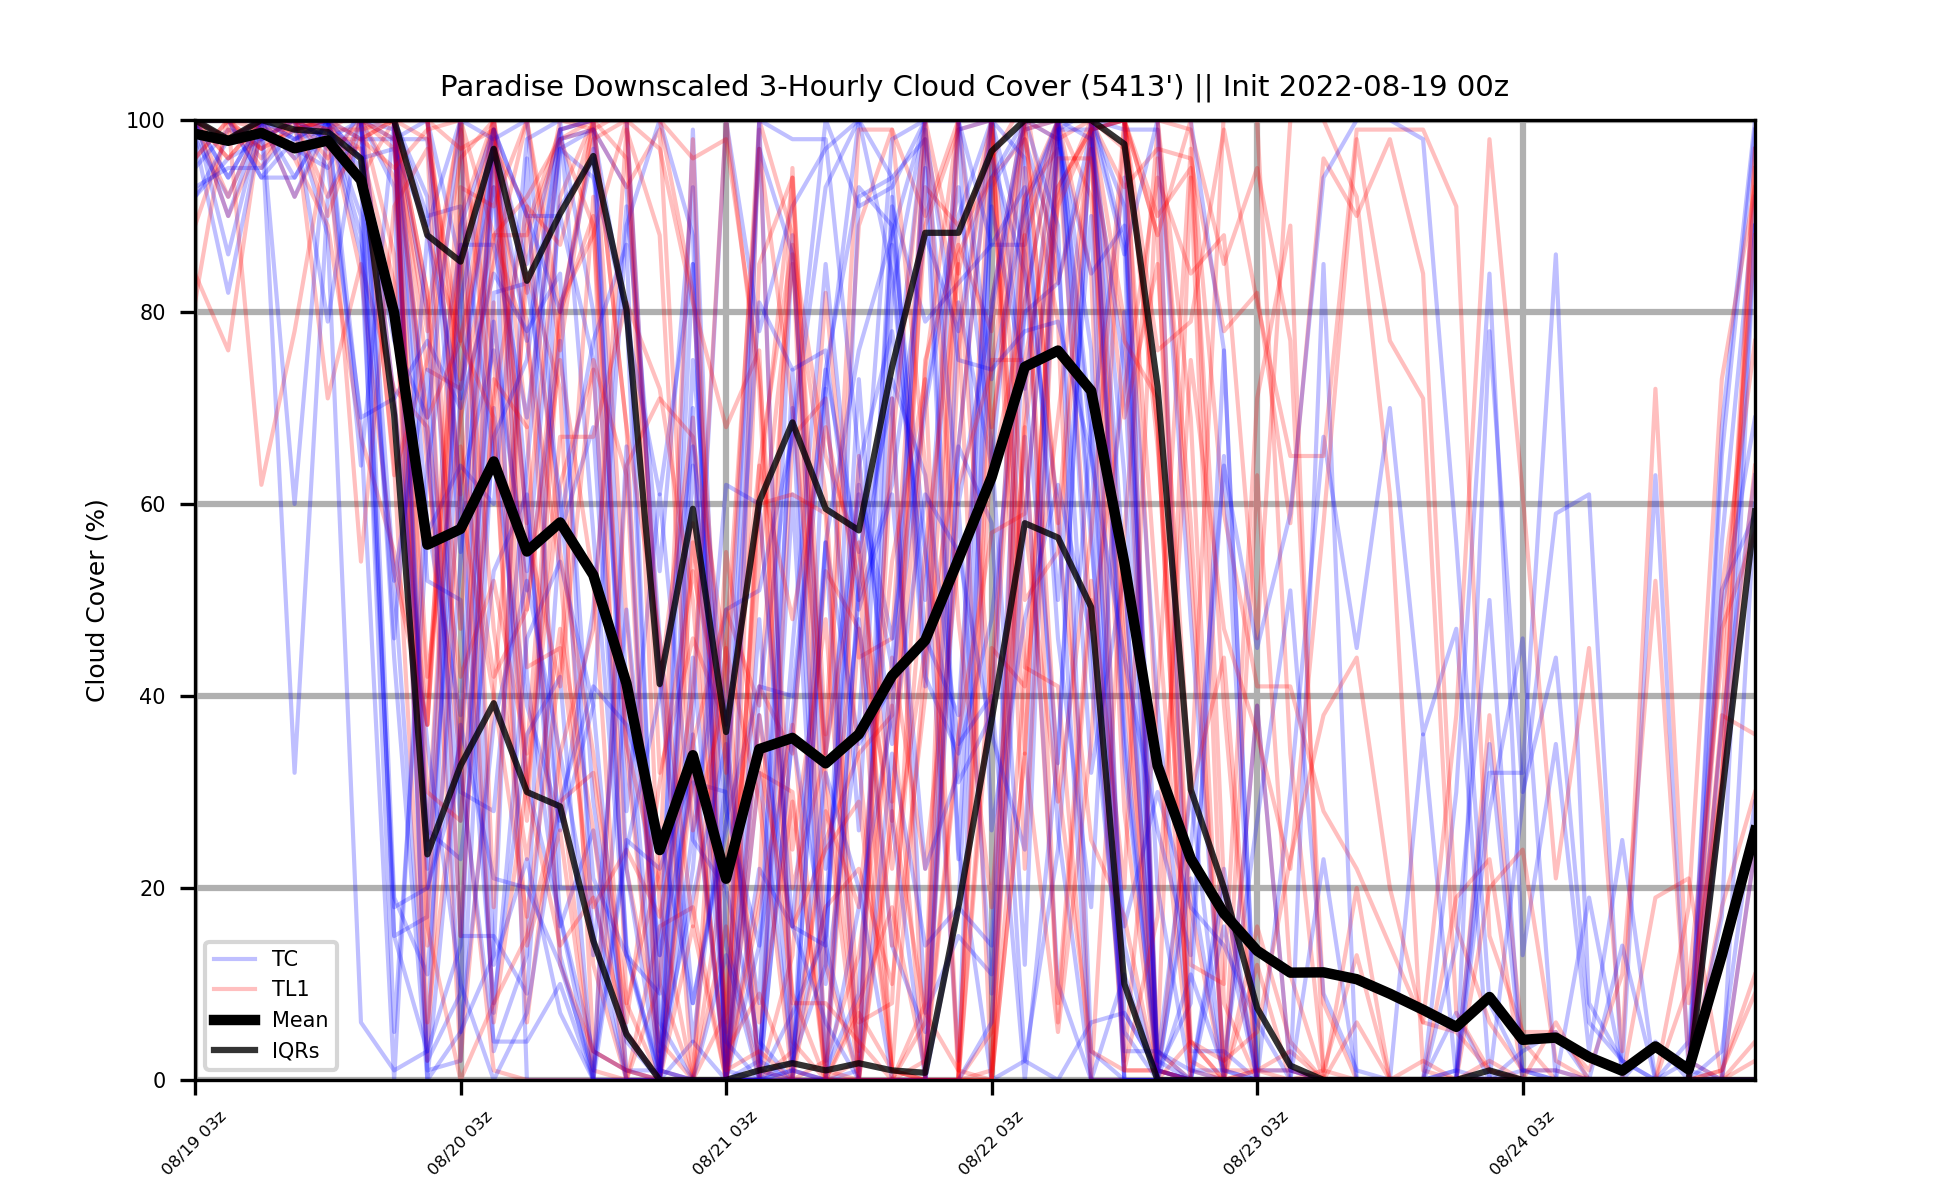 Paradise Downscaled 3-Hourly Cloud Cover (5413') || Init 2022-08-19 00z
100
80
60
40
20
0
Cloud Cover (%)
TC
TL1
Mean
IQRs
08/19 03z
08/20 03z
08/21 03z
08/22 03z
08/23 03z
08/24 03z